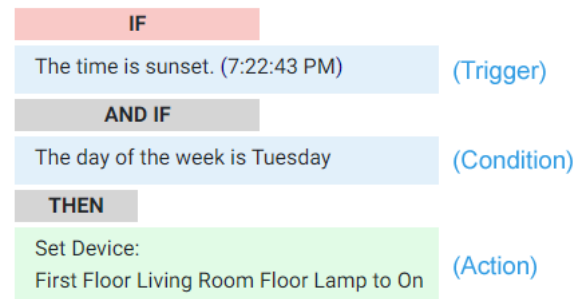 IF
The time is sunset. (7:22:43 PM)
(Trigger)
AND IF
The day of the week is Tuesday
(Condition)
THEN
Set Device:
First Floor Living Room Floor Lamp to On
(Action)